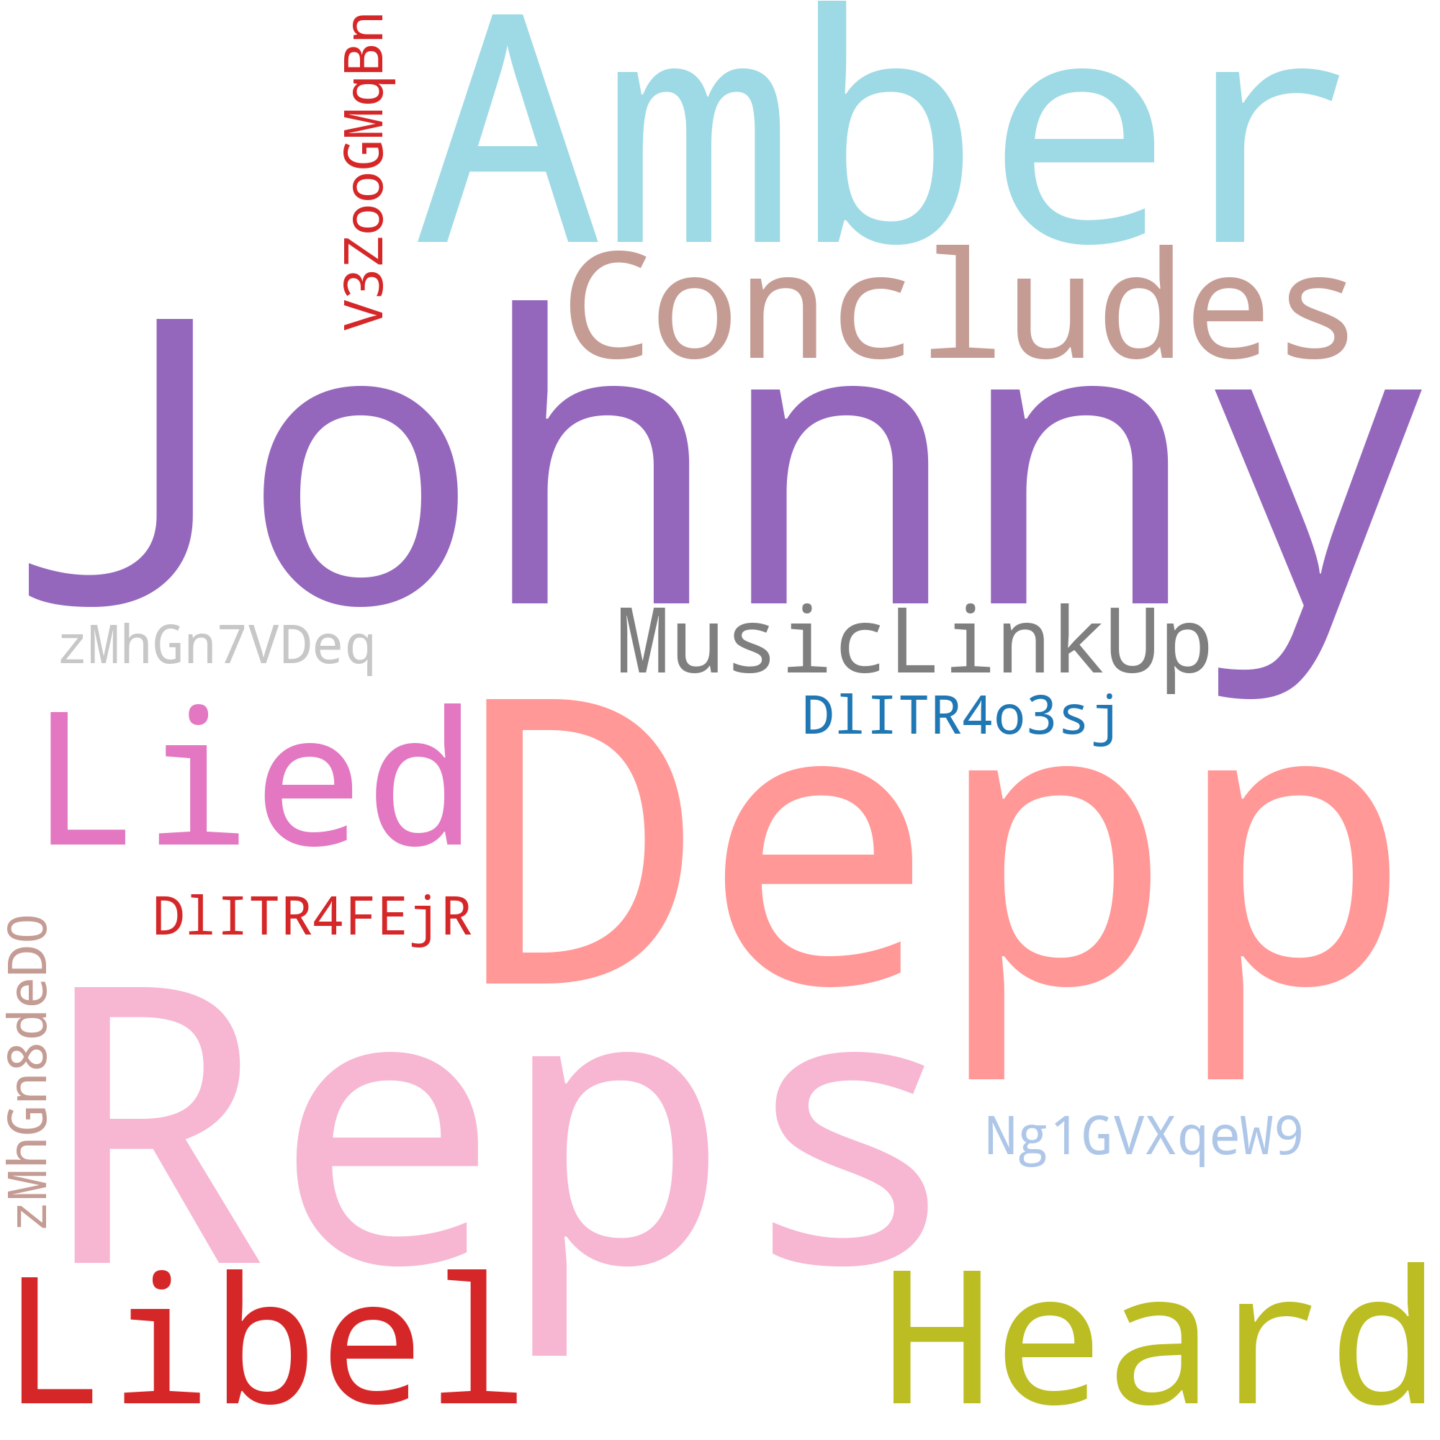 V3ZooGMqBn
Amber
Concludes
Johnny
zMhGn7VDeq
MusicLinkUp
DlITR4o3sj
Lied
Depp
DlITR4FEjR
zMhGn8deD0
Reps
Ng1GVXqeW9
Libel
Heard